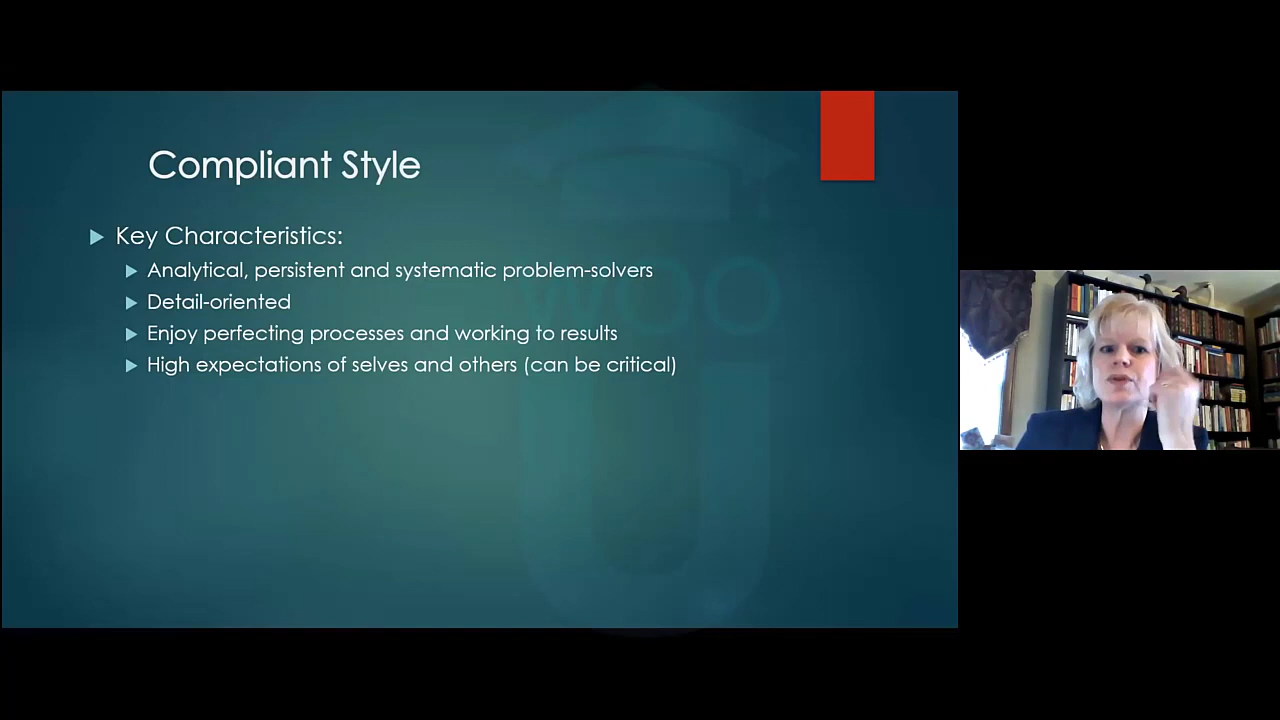 Compliant Style
Key Characteristics:
Analytical, persistent and systematic problem-solvers
Detail-oriented
Enjoy perfecting processes and working to results
High expectations of selves and others (can be critical)